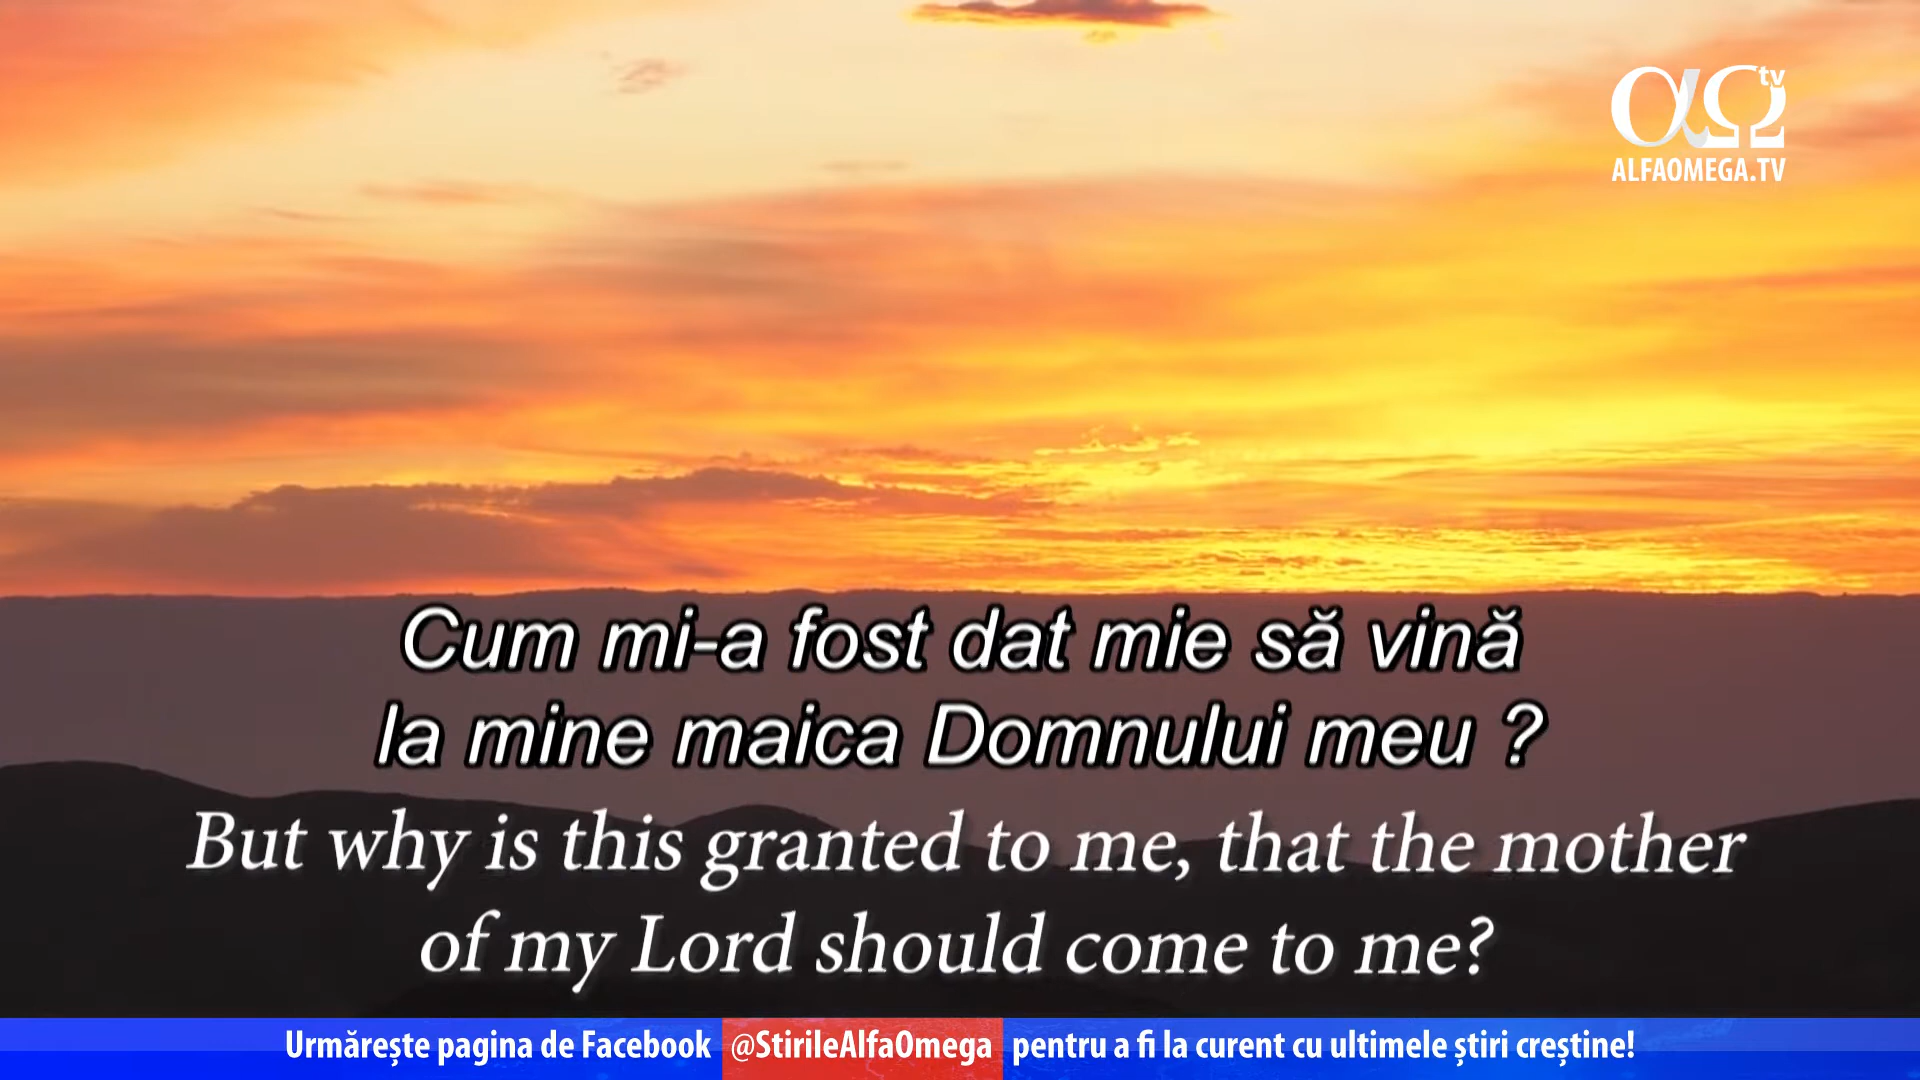 αΩ tv
ALFAOMEGA.TV
Cum mi-a fost dat mie să vină
la mine maica Domnului meu ?
But why is this granted to me, that the mother
of my Lord should come to me?
Urmărește pagina de Facebook @StirileAlfaOmega pentru a fi la curent cu ultimele știri creștine!